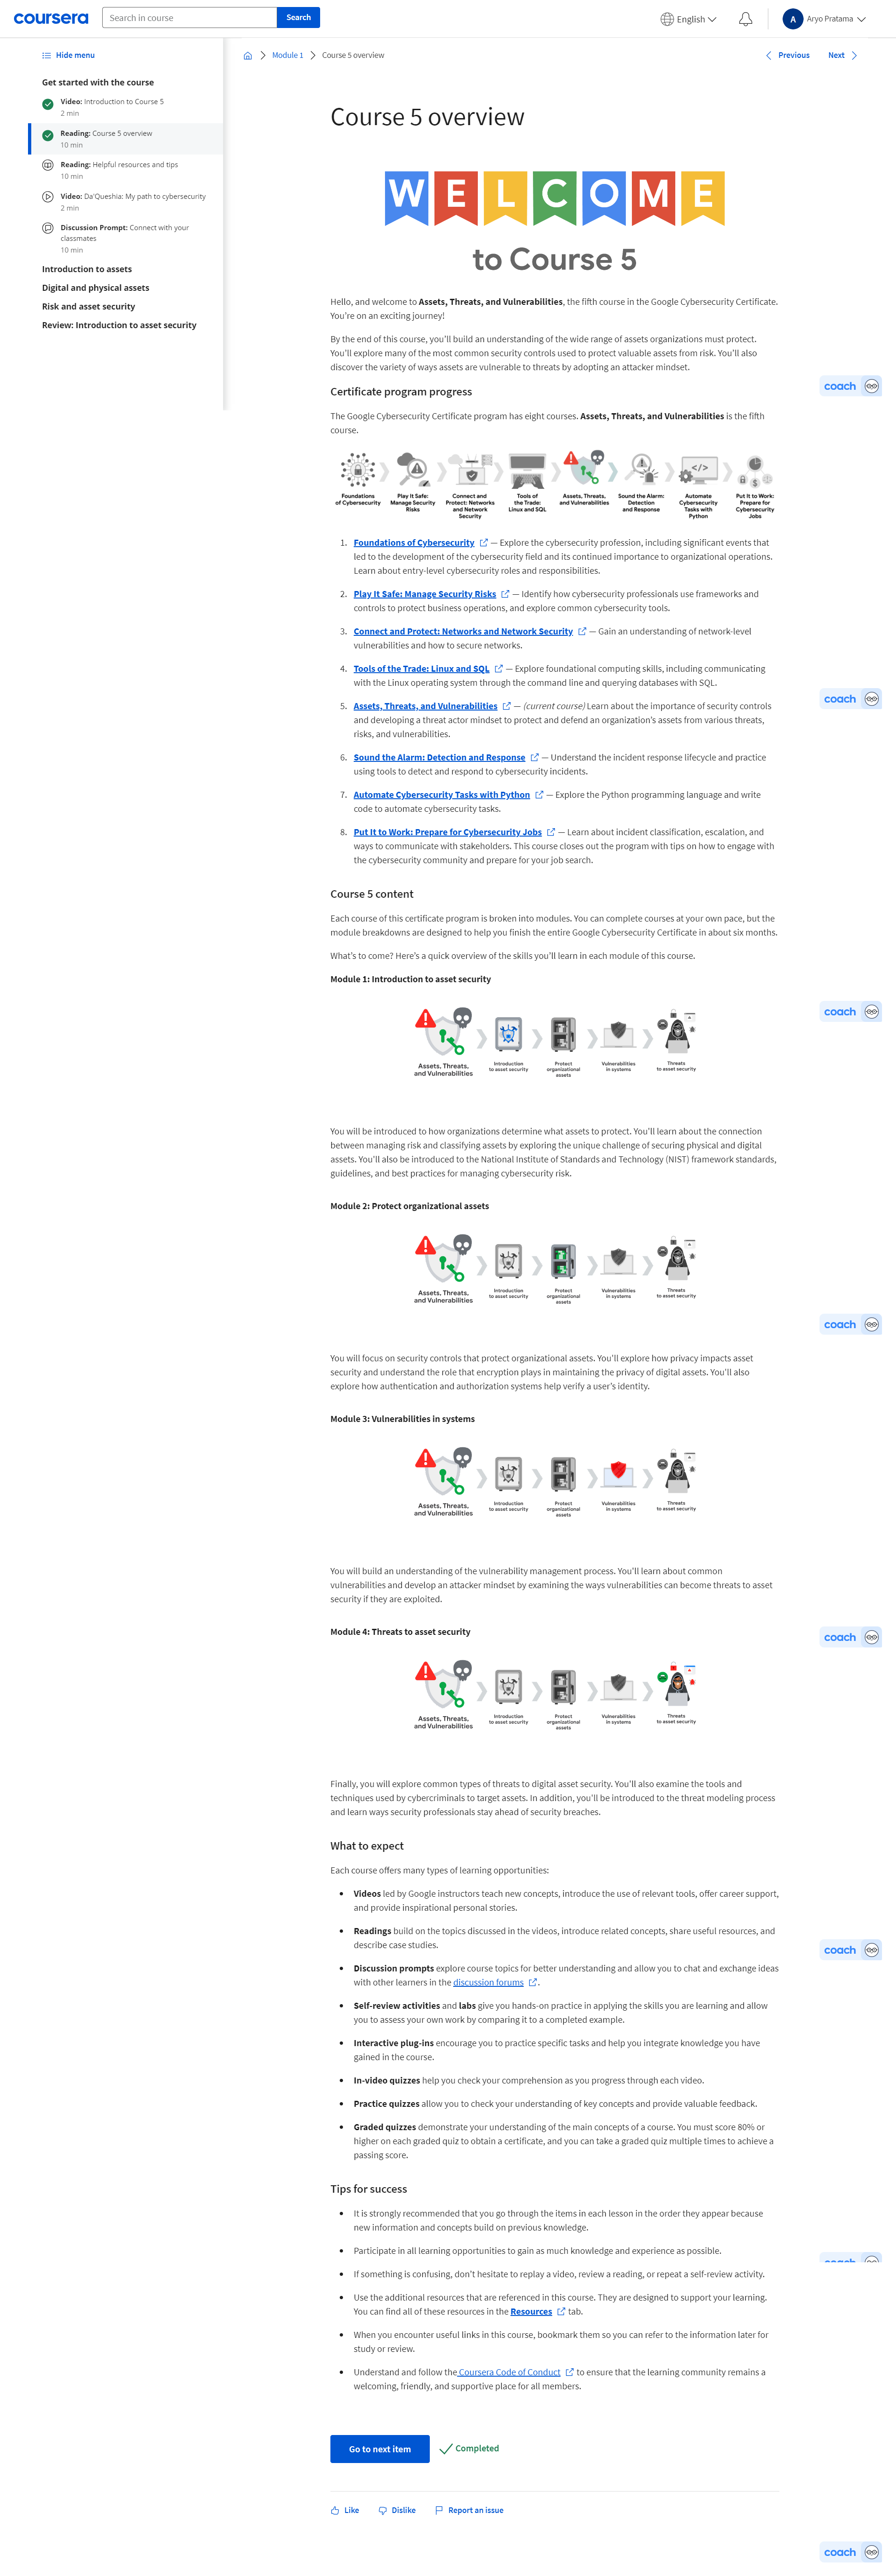 coursera
Search in course
Search
English
A
Aryo Pratama
Hide menu
Module 1
Course 5 overview
Previous
Next
Get started with the course
Video: Introduction to Course 5
2 min
Reading: Course 5 overview
10 min
Reading: Helpful resources and tips
10 min
Video: Da'Queshia: My path to cybersecurity
2 min
Discussion Prompt: Connect with your
classmates
10 min
Introduction to assets
Digital and physical assets
Risk and asset security
Review: Introduction to asset security
Course 5 overview
WELCOME
to Course 5
Hello, and welcome to Assets, Threats, and Vulnerabilities, the fifth course in the Google Cybersecurity Certificate.
You're on an exciting journey!
By the end of this course, you'll build an understanding of the wide range of assets organizations must protect.
You'll explore many of the most common security controls used to protect valuable assets from risk. You'll also
discover the variety of ways assets are vulnerable to threats by adopting an attacker mindset.
coach
Certificate program progress
The Google Cybersecurity Certificate program has eight courses. Assets, Threats, and Vulnerabilities is the fifth
course.
Foundations
of Cybersecurity
Play It Safe:
Manage Security
Risks
Connect and
Protect: Networks
and Network
Security
Tools of
the Trade:
Linux and SQL
Assets, Threats,
and Vulnerabilities
Sound the Alarm:
Detection
and Response
Automate
Cybersecurity
Tasks with
Python
Put It to Work:
Prepare for
Cybersecurity
Jobs
1. Foundations of Cybersecurity — Explore the cybersecurity profession, including significant events that
led to the development of the cybersecurity field and its continued importance to organizational operations.
Learn about entry-level cybersecurity roles and responsibilities.
2. Play It Safe: Manage Security Risks — Identify how cybersecurity professionals use frameworks and
controls to protect business operations, and explore common cybersecurity tools.
3. Connect and Protect: Networks and Network Security — Gain an understanding of network-level
vulnerabilities and how to secure networks.
4. Tools of the Trade: Linux and SQL — Explore foundational computing skills, including communicating
with the Linux operating system through the command line and querying databases with SQL.
coach
5. Assets, Threats, and Vulnerabilities — (current course) Learn about the importance of security controls
and developing a threat actor mindset to protect and defend an organization's assets from various threats,
risks, and vulnerabilities.
6. Sound the Alarm: Detection and Response — Understand the incident response lifecycle and practice
using tools to detect and respond to cybersecurity incidents.
7. Automate Cybersecurity Tasks with Python — Explore the Python programming language and write
code to automate cybersecurity tasks.
8. Put It to Work: Prepare for Cybersecurity Jobs — Learn about incident classification, escalation, and
ways to communicate with stakeholders. This course closes out the program with tips on how to engage with
the cybersecurity community and prepare for your job search.
Course 5 content
Each course of this certificate program is broken into modules. You can complete courses at your own pace, but the
module breakdowns are designed to help you finish the entire Google Cybersecurity Certificate in about six months.
What's to come? Here's a quick overview of the skills you'll learn in each module of this course.
Module 1: Introduction to asset security
coach
Assets, Threats,
and Vulnerabilities
Introduction
to asset security
Protect
organizational
assets
Vulnerabilities
in systems
Threats
to asset security
You will be introduced to how organizations determine what assets to protect. You'll learn about the connection
between managing risk and classifying assets by exploring the unique challenge of securing physical and digital
assets. You'll also be introduced to the National Institute of Standards and Technology (NIST) framework standards,
guidelines, and best practices for managing cybersecurity risk.
Module 2: Protect organizational assets
Assets, Threats,
and Vulnerabilities
Introduction
to asset security
Protect
organizational
assets
Vulnerabilities
in systems
Threats
to asset security
coach
You will focus on security controls that protect organizational assets. You'll explore how privacy impacts asset
security and understand the role that encryption plays in maintaining the privacy of digital assets. You'll also
explore how authentication and authorization systems help verify a user's identity.
Module 3: Vulnerabilities in systems
Assets, Threats,
and Vulnerabilities
Introduction
to asset security
Protect
organizational
assets
Vulnerabilities
in systems
Threats
to asset security
You will build an understanding of the vulnerability management process. You'll learn about common
vulnerabilities and develop an attacker mindset by examining the ways vulnerabilities can become threats to asset
security if they are exploited.
Module 4: Threats to asset security
coach
Assets, Threats,
and Vulnerabilities
Introduction
to asset security
Protect
organizational
assets
Vulnerabilities
in systems
Threats
to asset security
Finally, you will explore common types of threats to digital asset security. You'll also examine the tools and
techniques used by cybercriminals to target assets. In addition, you'll be introduced to the threat modeling process
and learn ways security professionals stay ahead of security breaches.
What to expect
Each course offers many types of learning opportunities:
• Videos led by Google instructors teach new concepts, introduce the use of relevant tools, offer career support,
and provide inspirational personal stories.
• Readings build on the topics discussed in the videos, introduce related concepts, share useful resources, and
describe case studies.
coach
• Discussion prompts explore course topics for better understanding and allow you to chat and exchange ideas
with other learners in the discussion forums.
• Self-review activities and labs give you hands-on practice in applying the skills you are learning and allow
you to assess your own work by comparing it to a completed example.
• Interactive plug-ins encourage you to practice specific tasks and help you integrate knowledge you have
gained in the course.
• In-video quizzes help you check your comprehension as you progress through each video.
• Practice quizzes allow you to check your understanding of key concepts and provide valuable feedback.
• Graded quizzes demonstrate your understanding of the main concepts of a course. You must score 80% or
higher on each graded quiz to obtain a certificate, and you can take a graded quiz multiple times to achieve a
passing score.
Tips for success
• It is strongly recommended that you go through the items in each lesson in the order they appear because
new information and concepts build on previous knowledge.
• Participate in all learning opportunities to gain as much knowledge and experience as possible.
coach
• If something is confusing, don't hesitate to replay a video, review a reading, or repeat a self-review activity.
• Use the additional resources that are referenced in this course. They are designed to support your learning.
You can find all of these resources in the Resources tab.
• When you encounter useful links in this course, bookmark them so you can refer to the information later for
study or review.
• Understand and follow the Coursera Code of Conduct to ensure that the learning community remains a
welcoming, friendly, and supportive place for all members.
Go to next item
Completed
Like
Dislike
Report an issue
coach